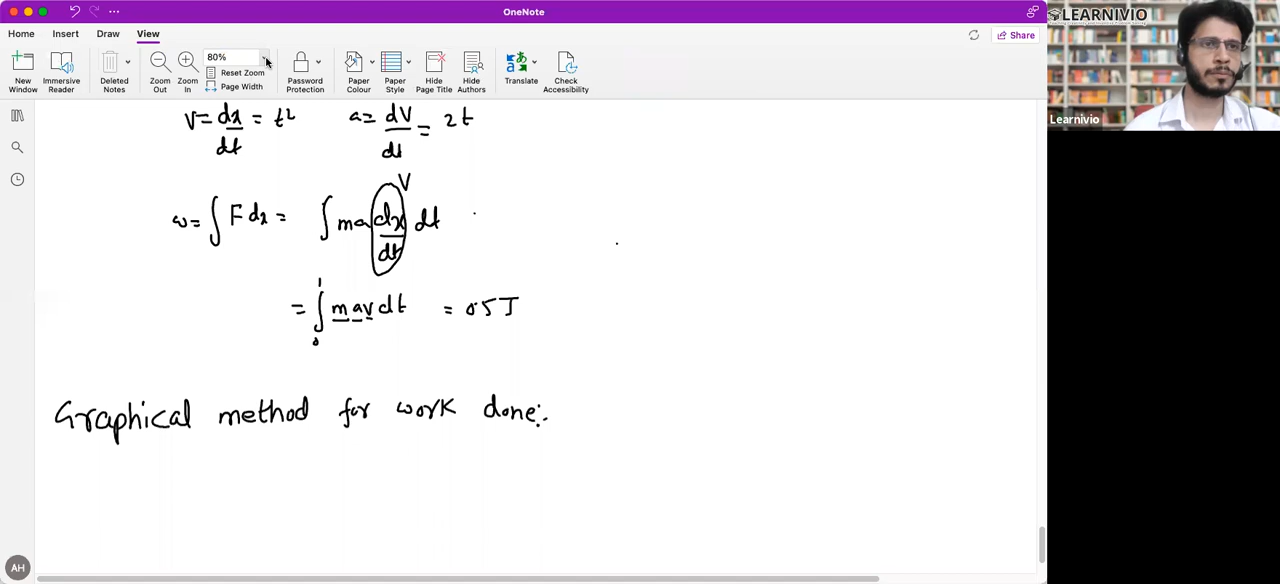 OneNote
LEARNIVIO
Home Insert Draw View
Share
80%
Reset Zoom
Page Width
New Window
Immersive Reader
Deleted Notes
Zoom Out
Zoom In
Password Protection
Paper Colour
Paper Style
Hide Page Title
Hide Authors
Translate
Check Accessibility
Learnivio
V = dx/dt = t² a = dV/dt = 2t
V
w = ∫ F dx = ∫ ma dx/dt dt
= ∫₀¹ m a v dt = 0.5 J
Graphical method for work done:-
AH